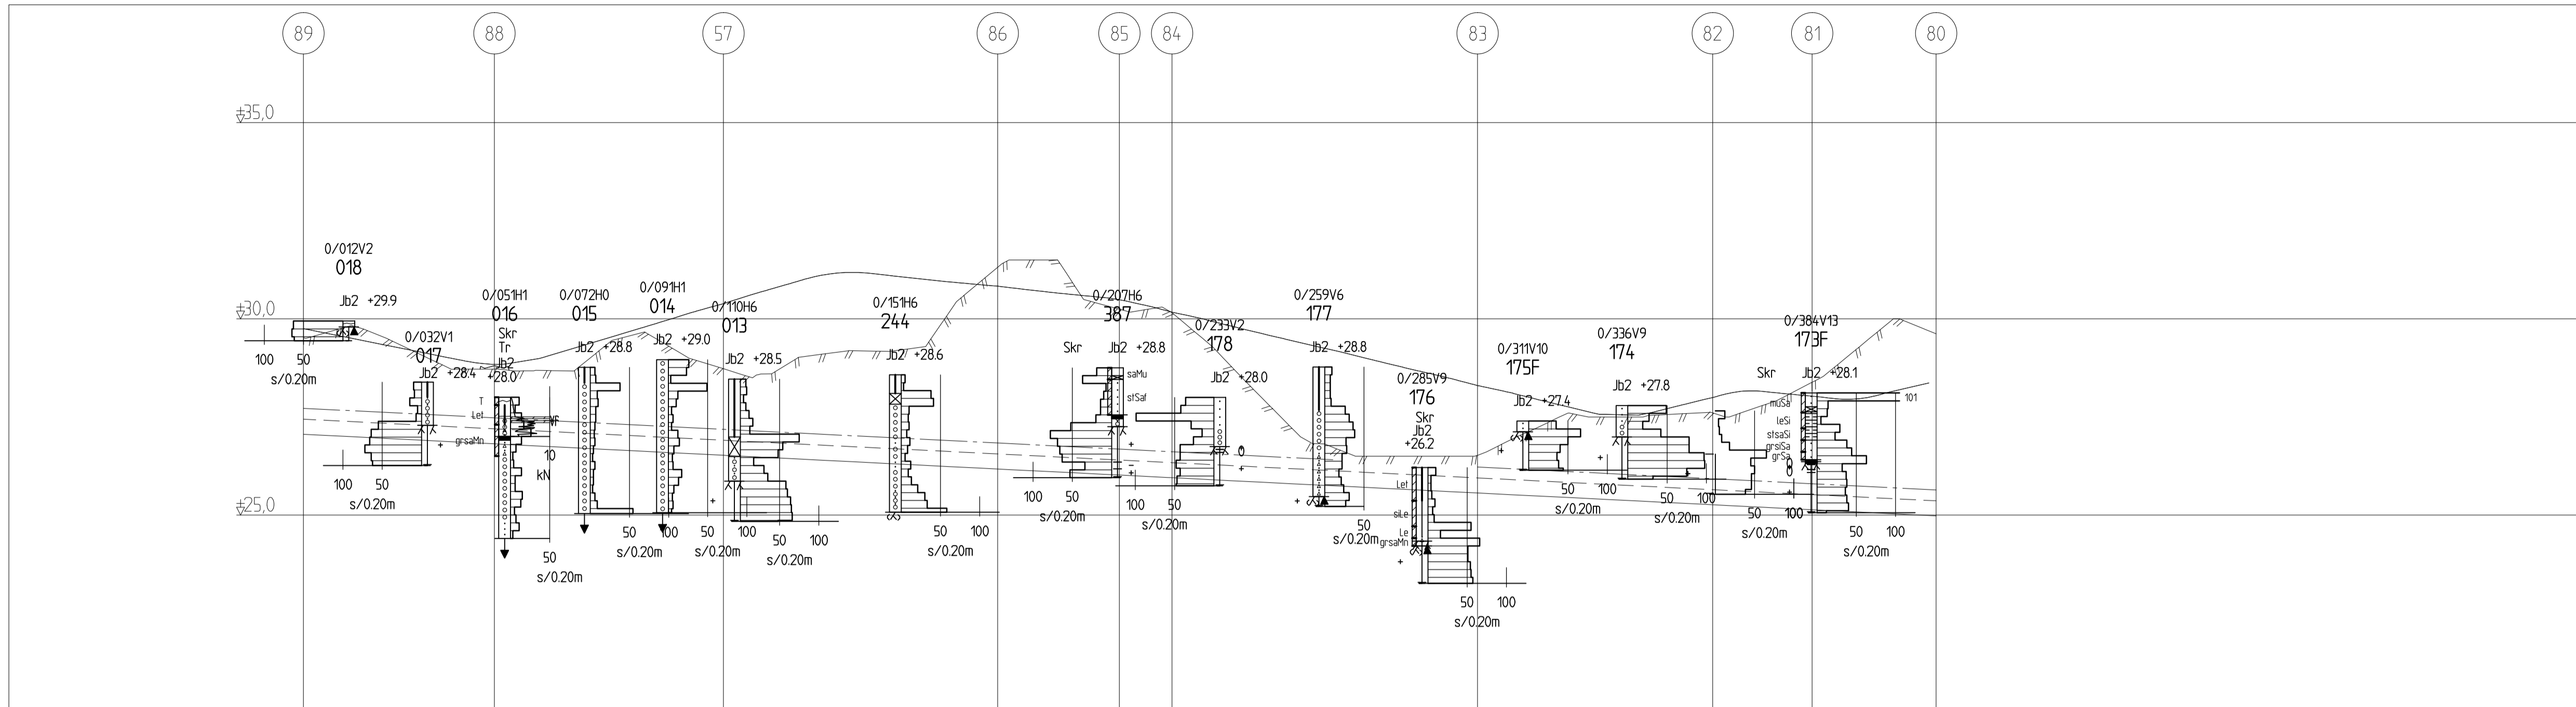 89 88 57 86 85 84 83 82 81 80
±35,0
±30,0
±25,0
0/012V2
018
Jb2 +29.9
100 50
s/0.20m
0/032V1
017
Jb2 +28.4
100 50
s/0.20m
0/051H1
016
Skr
Tr
Jb2
+28.0
T
Let
grsaMn
Vf
10
kN
50
s/0.20m
0/072H0
015
Jb2 +28.8
50 100
s/0.20m
0/091H1
014
Jb2 +29.0
50 100
s/0.20m
0/110H6
013
Jb2 +28.5
50 100
s/0.20m
0/151H6
244
Jb2 +28.6
50 100
s/0.20m
0/207H6
387
Skr Jb2 +28.8
saMu
stSaf
100 50
s/0.20m
0/233V2
178
Jb2 +28.0
100 50
s/0.20m
0/259V6
177
Jb2 +28.8
50
s/0.20m
0/285V9
176
Skr
Jb2
+26.2
Let
siLe
Le
grsaMn
50 100
s/0.20m
0/311V10
175F
Jb2 +27.4
50 100
s/0.20m
0/336V9
174
Jb2 +27.8
50 100
s/0.20m
50 100
s/0.20m
0/384V13
173F
Skr Jb2 +28.1
101
muSa
leSi
stsaSi
grsiSa
grSa
50 100
s/0.20m